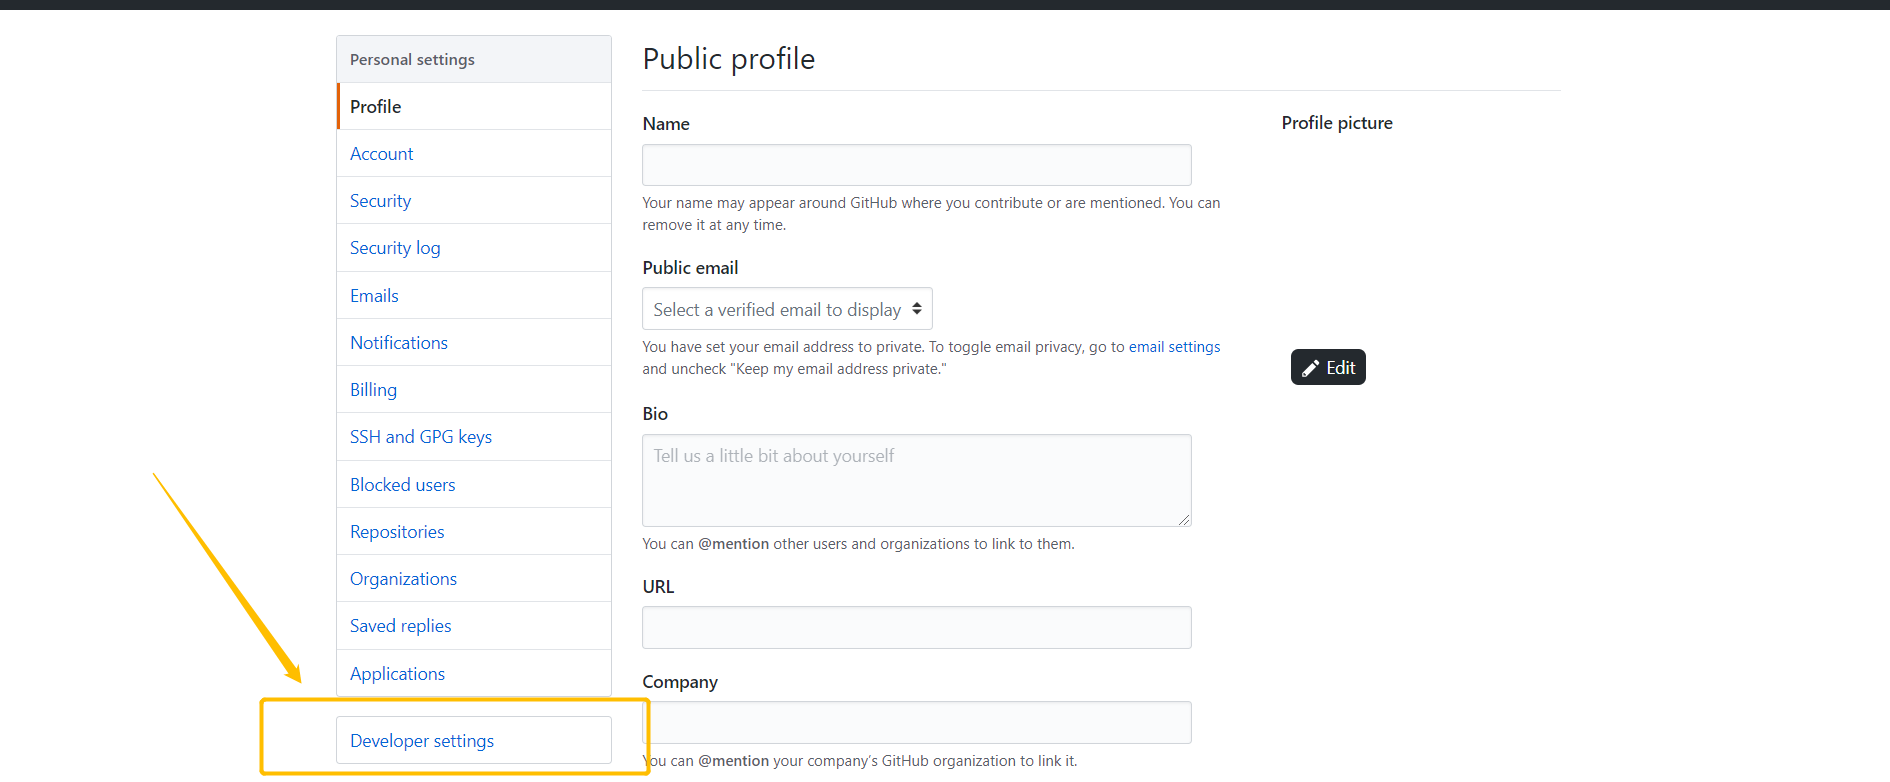 Personal settings
Profile
Account
Security
Security log
Emails
Notifications
Billing
SSH and GPG keys
Blocked users
Repositories
Organizations
Saved replies
Applications
Developer settings
Public profile
Name
Your name may appear around GitHub where you contribute or are mentioned. You can
remove it at any time.
Public email
Select a verified email to display
You have set your email address to private. To toggle email privacy, go to email settings
and uncheck "Keep my email address private."
Bio
Tell us a little bit about yourself
You can @mention other users and organizations to link to them.
URL
Company
You can @mention your company's GitHub organization to link it.
Profile picture
Edit